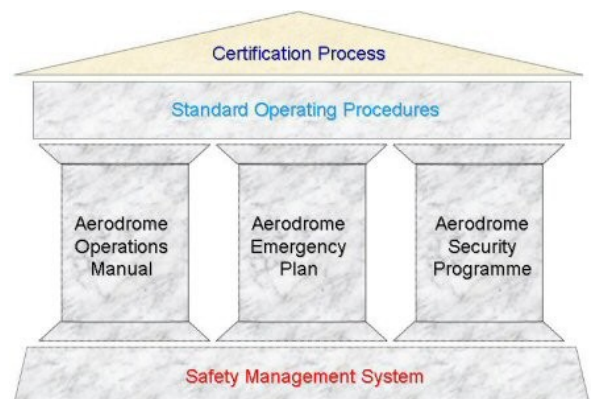 Certification Process
Standard Operating Procedures
Aerodrome
Operations
Manual
Aerodrome
Emergency
Plan
Aerodrome
Security
Programme
Safety Management System